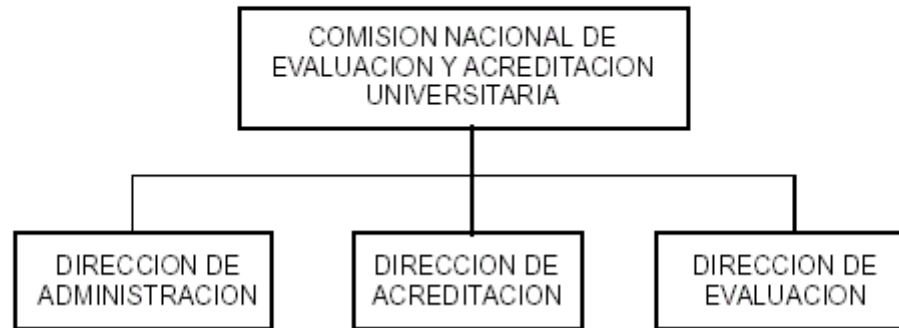 COMISION NACIONAL DE
EVALUACION Y ACREDITACION
UNIVERSITARIA
DIRECCION DE
ADMINISTRACION
DIRECCION DE
ACREDITACION
DIRECCION DE
EVALUACION